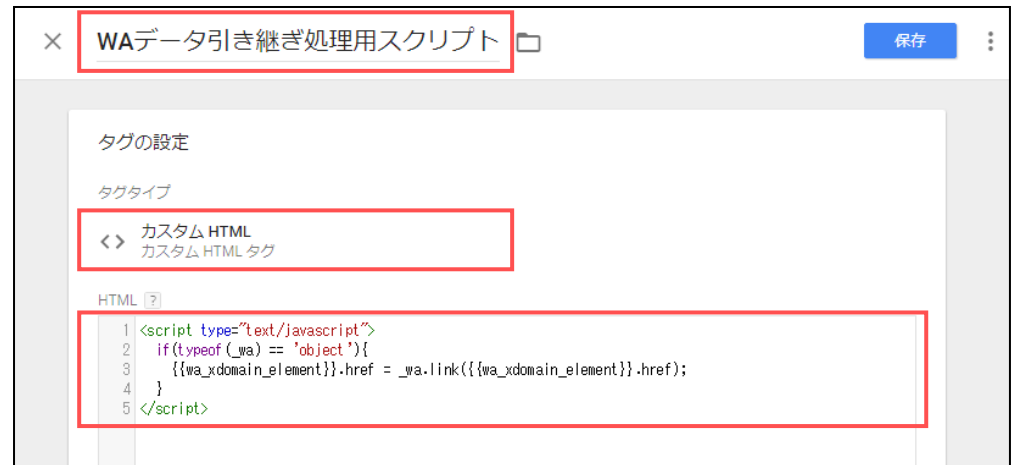 WAデータ引き継ぎ処理用スクリプト
保存
タグの設定
タグタイプ
カスタム HTML
カスタム HTML タグ
HTML ?
1 <script type="text/javascript">
2   if(typeof(_wa) == 'object'){
3     {{wa_xdomain_element}}.href = _wa.link({{wa_xdomain_element}}.href);
4   }
5 </script>